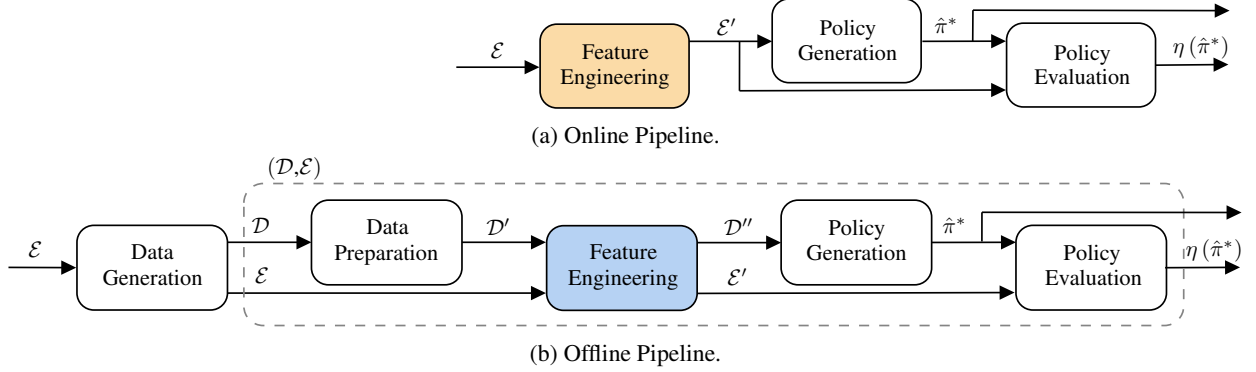 ℰ
Feature
Engineering
ℰ′
Policy
Generation
π̂*
Policy
Evaluation
η (π̂*)
(a) Online Pipeline.
(𝒟,ℰ)
ℰ
Data
Generation
𝒟
ℰ
Data
Preparation
𝒟′
Feature
Engineering
𝒟′′
ℰ′
Policy
Generation
π̂*
Policy
Evaluation
η (π̂*)
(b) Offline Pipeline.